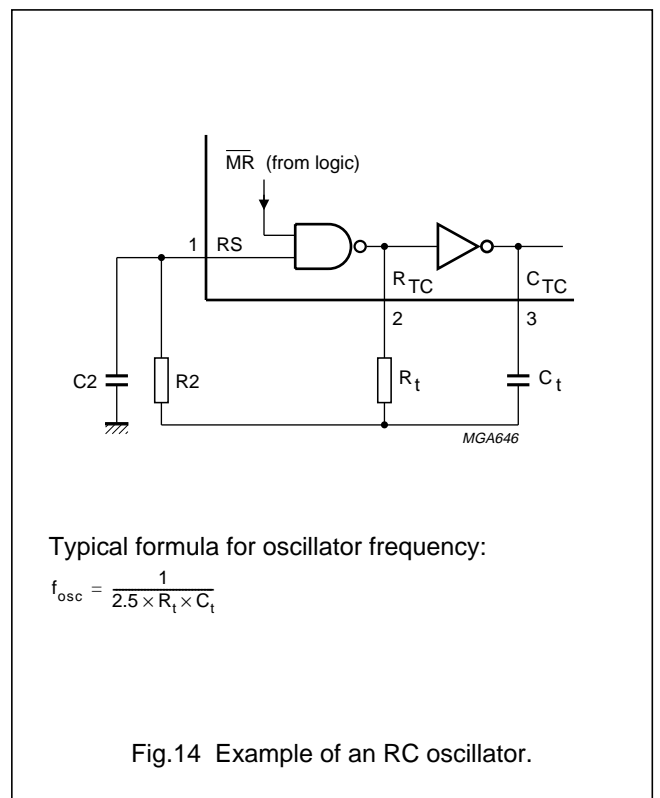 MR (from logic)
1 RS
R TC
C TC
2
3
C2
R2
R t
C t
MGA646
Typical formula for oscillator frequency:
f osc = 1 / 2.5 × R t × C t
Fig.14 Example of an RC oscillator.